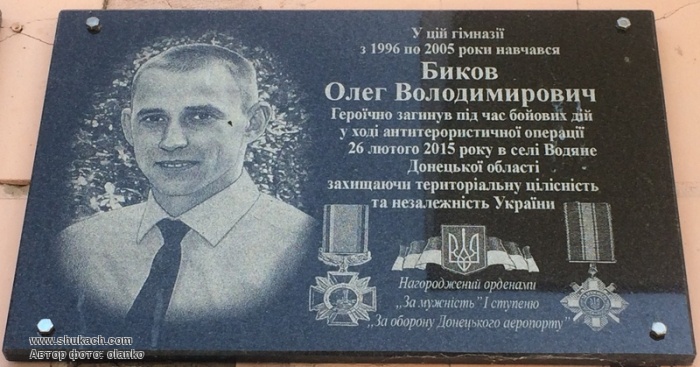 У цій гімназії
з 1996 по 2005 роки навчався
Биков
Олег Володимирович
Героїчно загинув під час бойових дій
у ході антитерористичної операції
26 лютого 2015 року в селі Водяне
Донецької області
захищаючи територіальну цілісність
та незалежність України
Нагороджений орденами
„За мужність" І ступеню
„За оборону Донецького аеропорту"
www.shukach.com
Автор фото: olanko